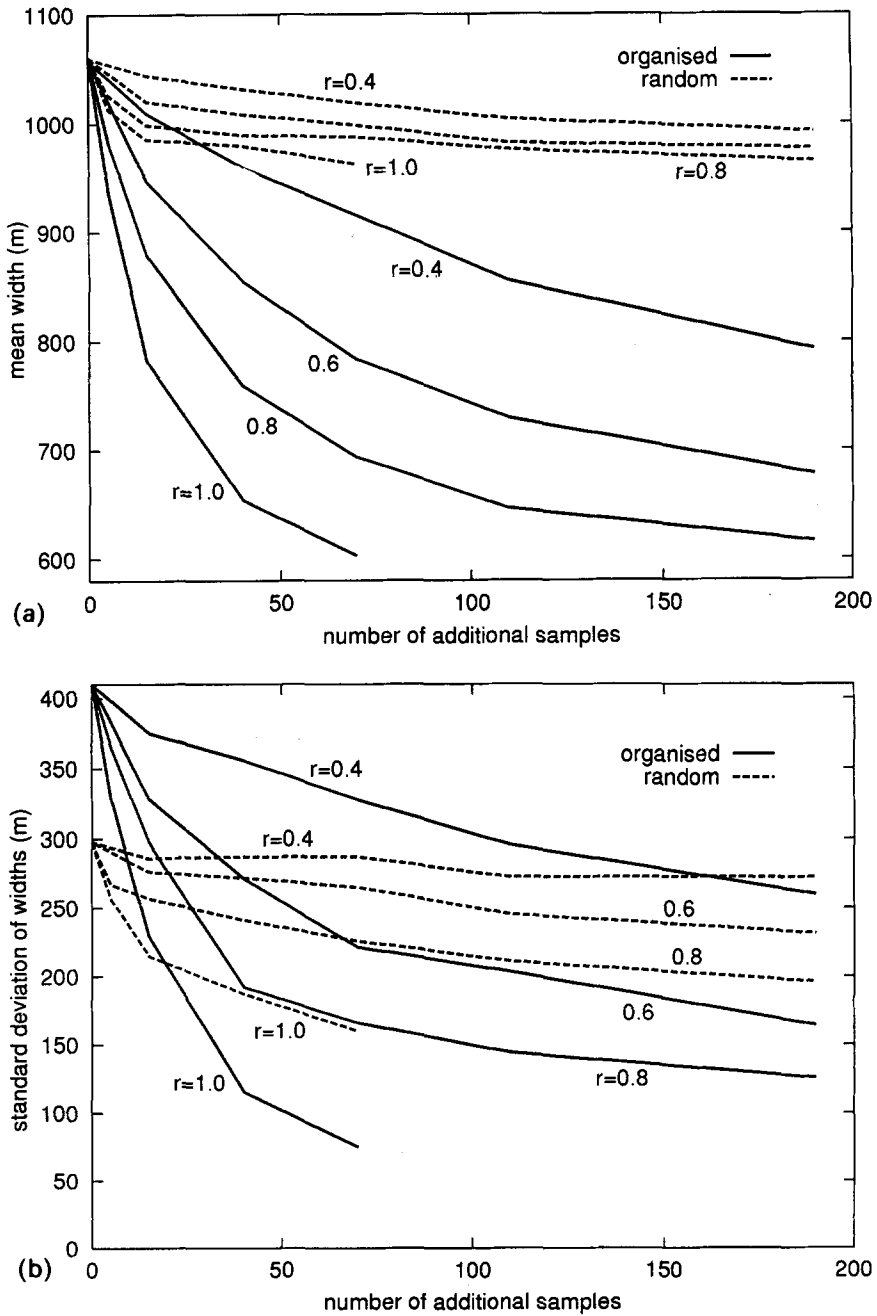 1100
1000
900
800
700
600
mean width (m)
organised
random
r=0.4
r=1.0
r=0.8
r=0.4
0.6
0.8
r=1.0
0
50
100
150
200
(a)
number of additional samples
400
350
300
250
200
150
100
50
0
standard deviation of widths (m)
organised
random
r=0.4
r=0.4
0.6
0.8
0.6
r=1.0
r=1.0
r=0.8
0
50
100
150
200
(b)
number of additional samples